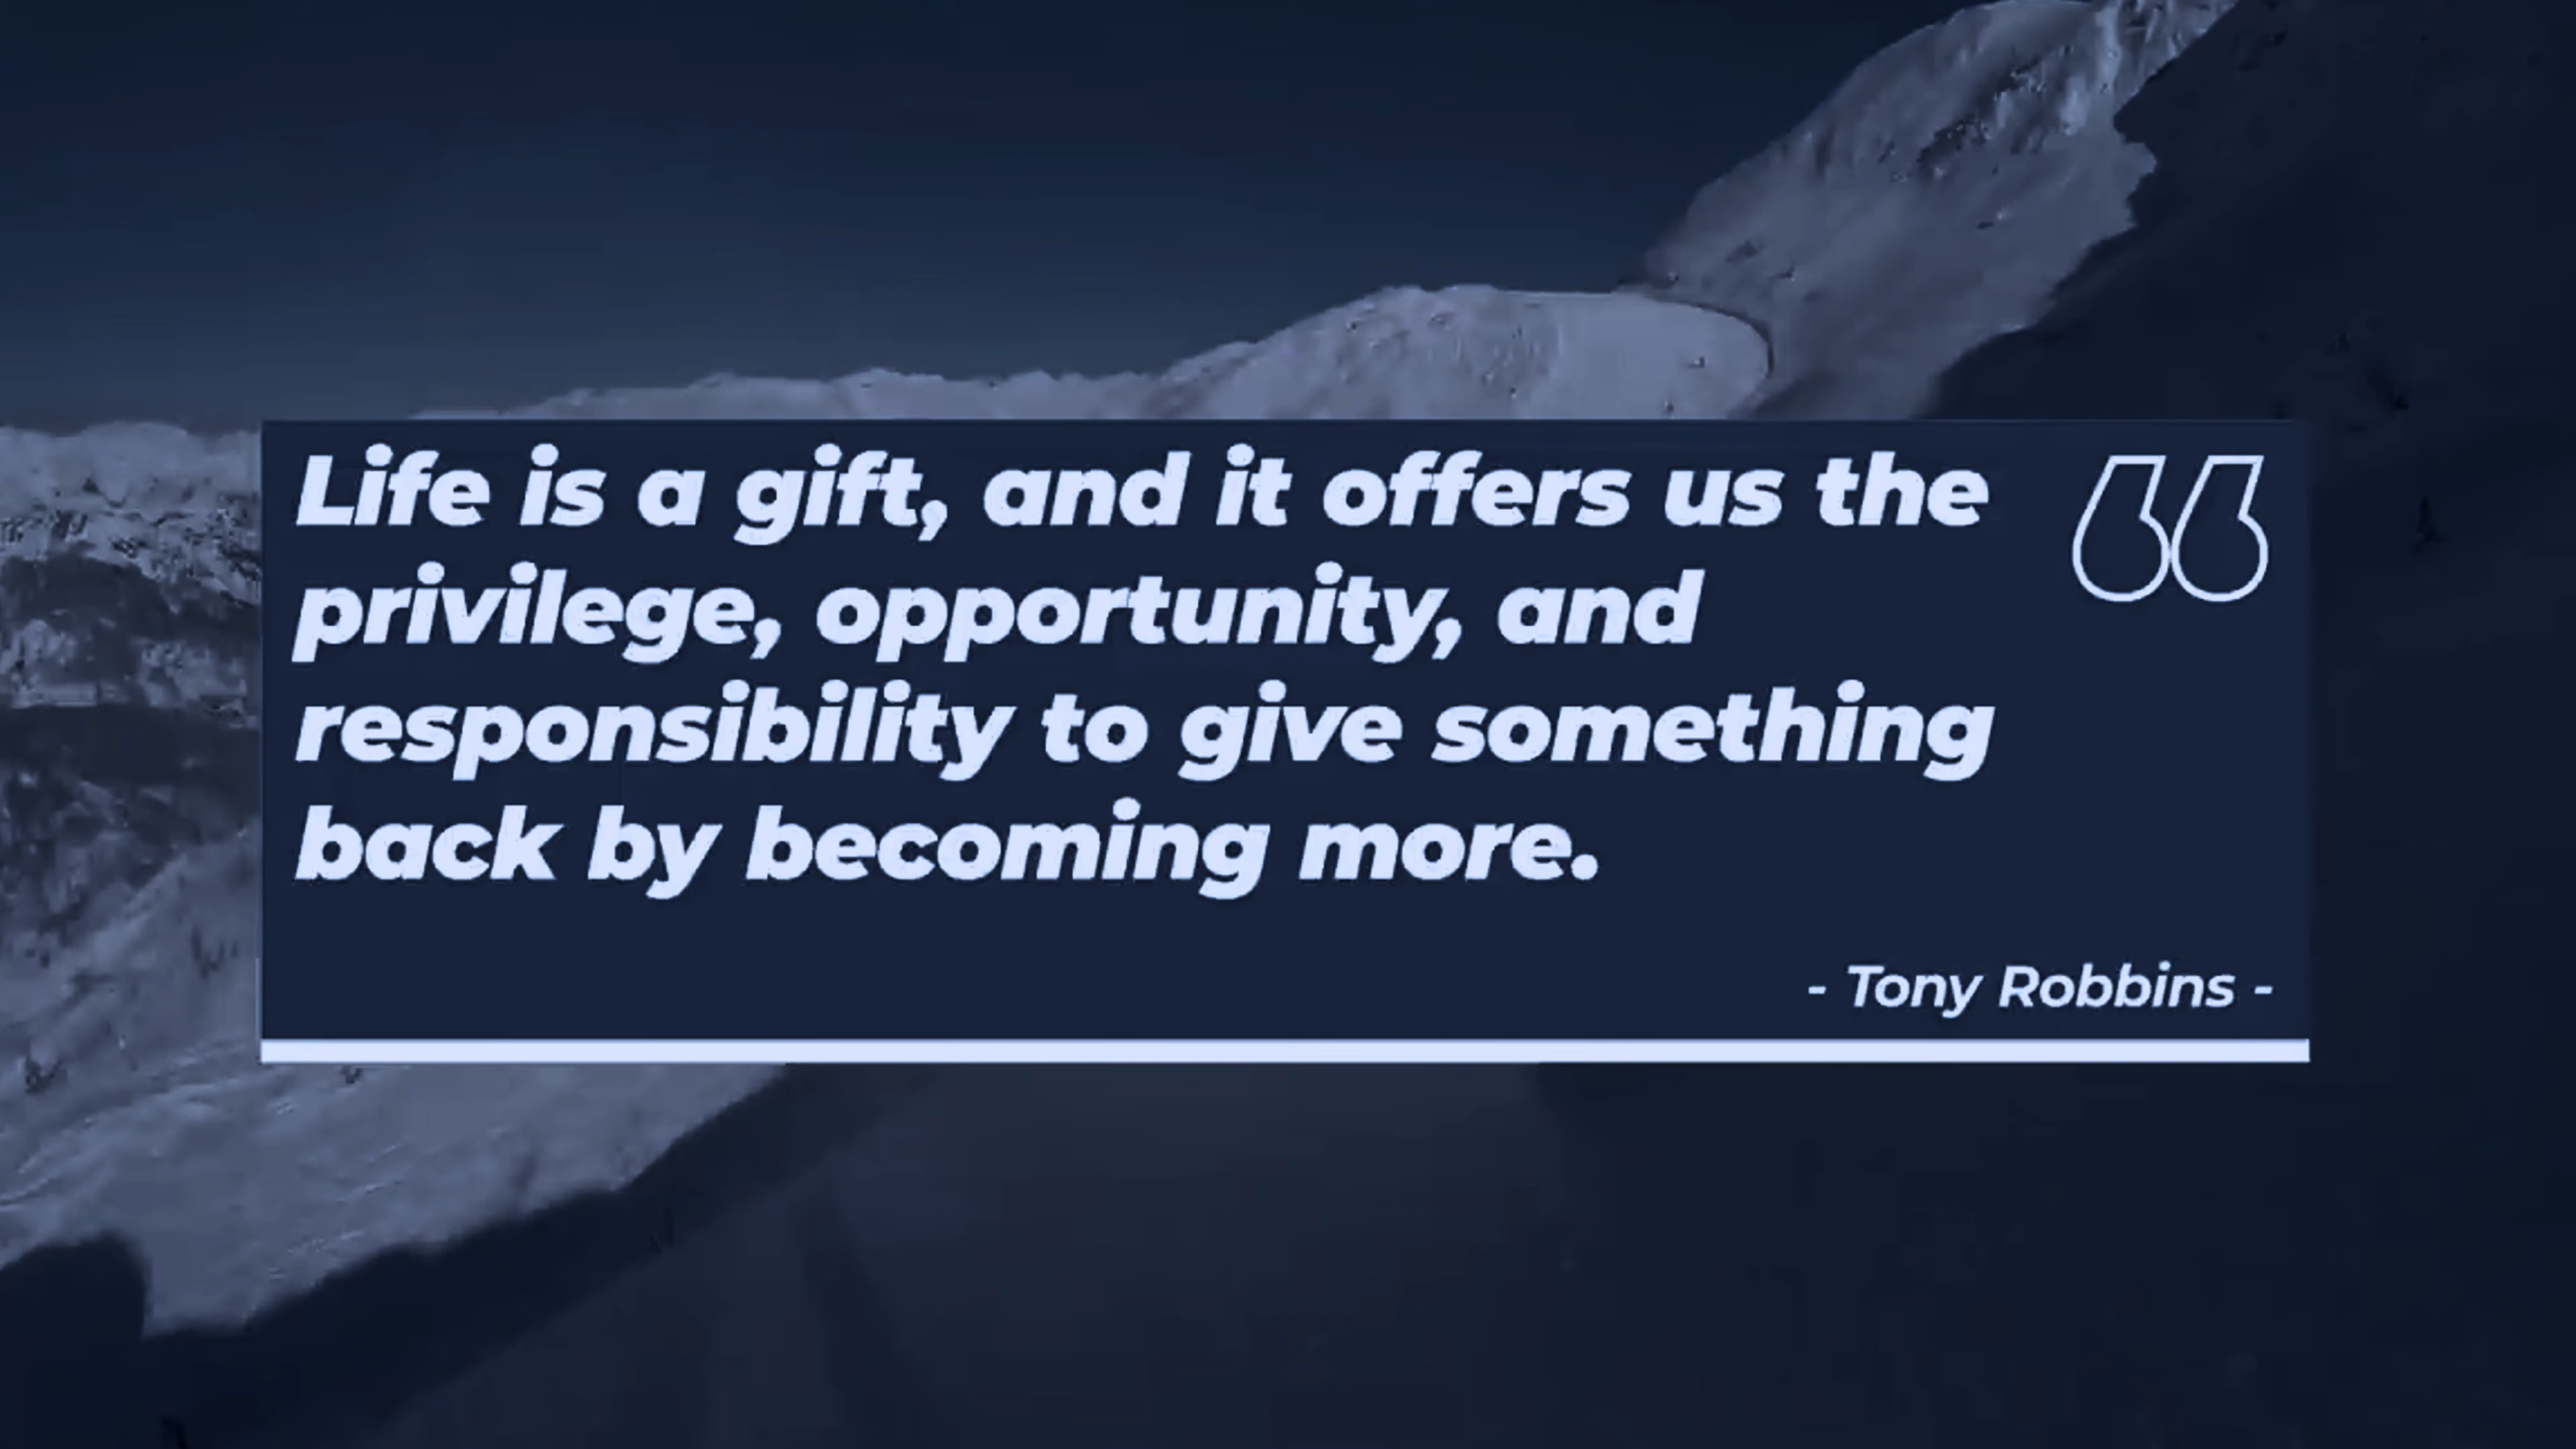 Life is a gift, and it offers us the
privilege, opportunity, and
responsibility to give something
back by becoming more.
- Tony Robbins -